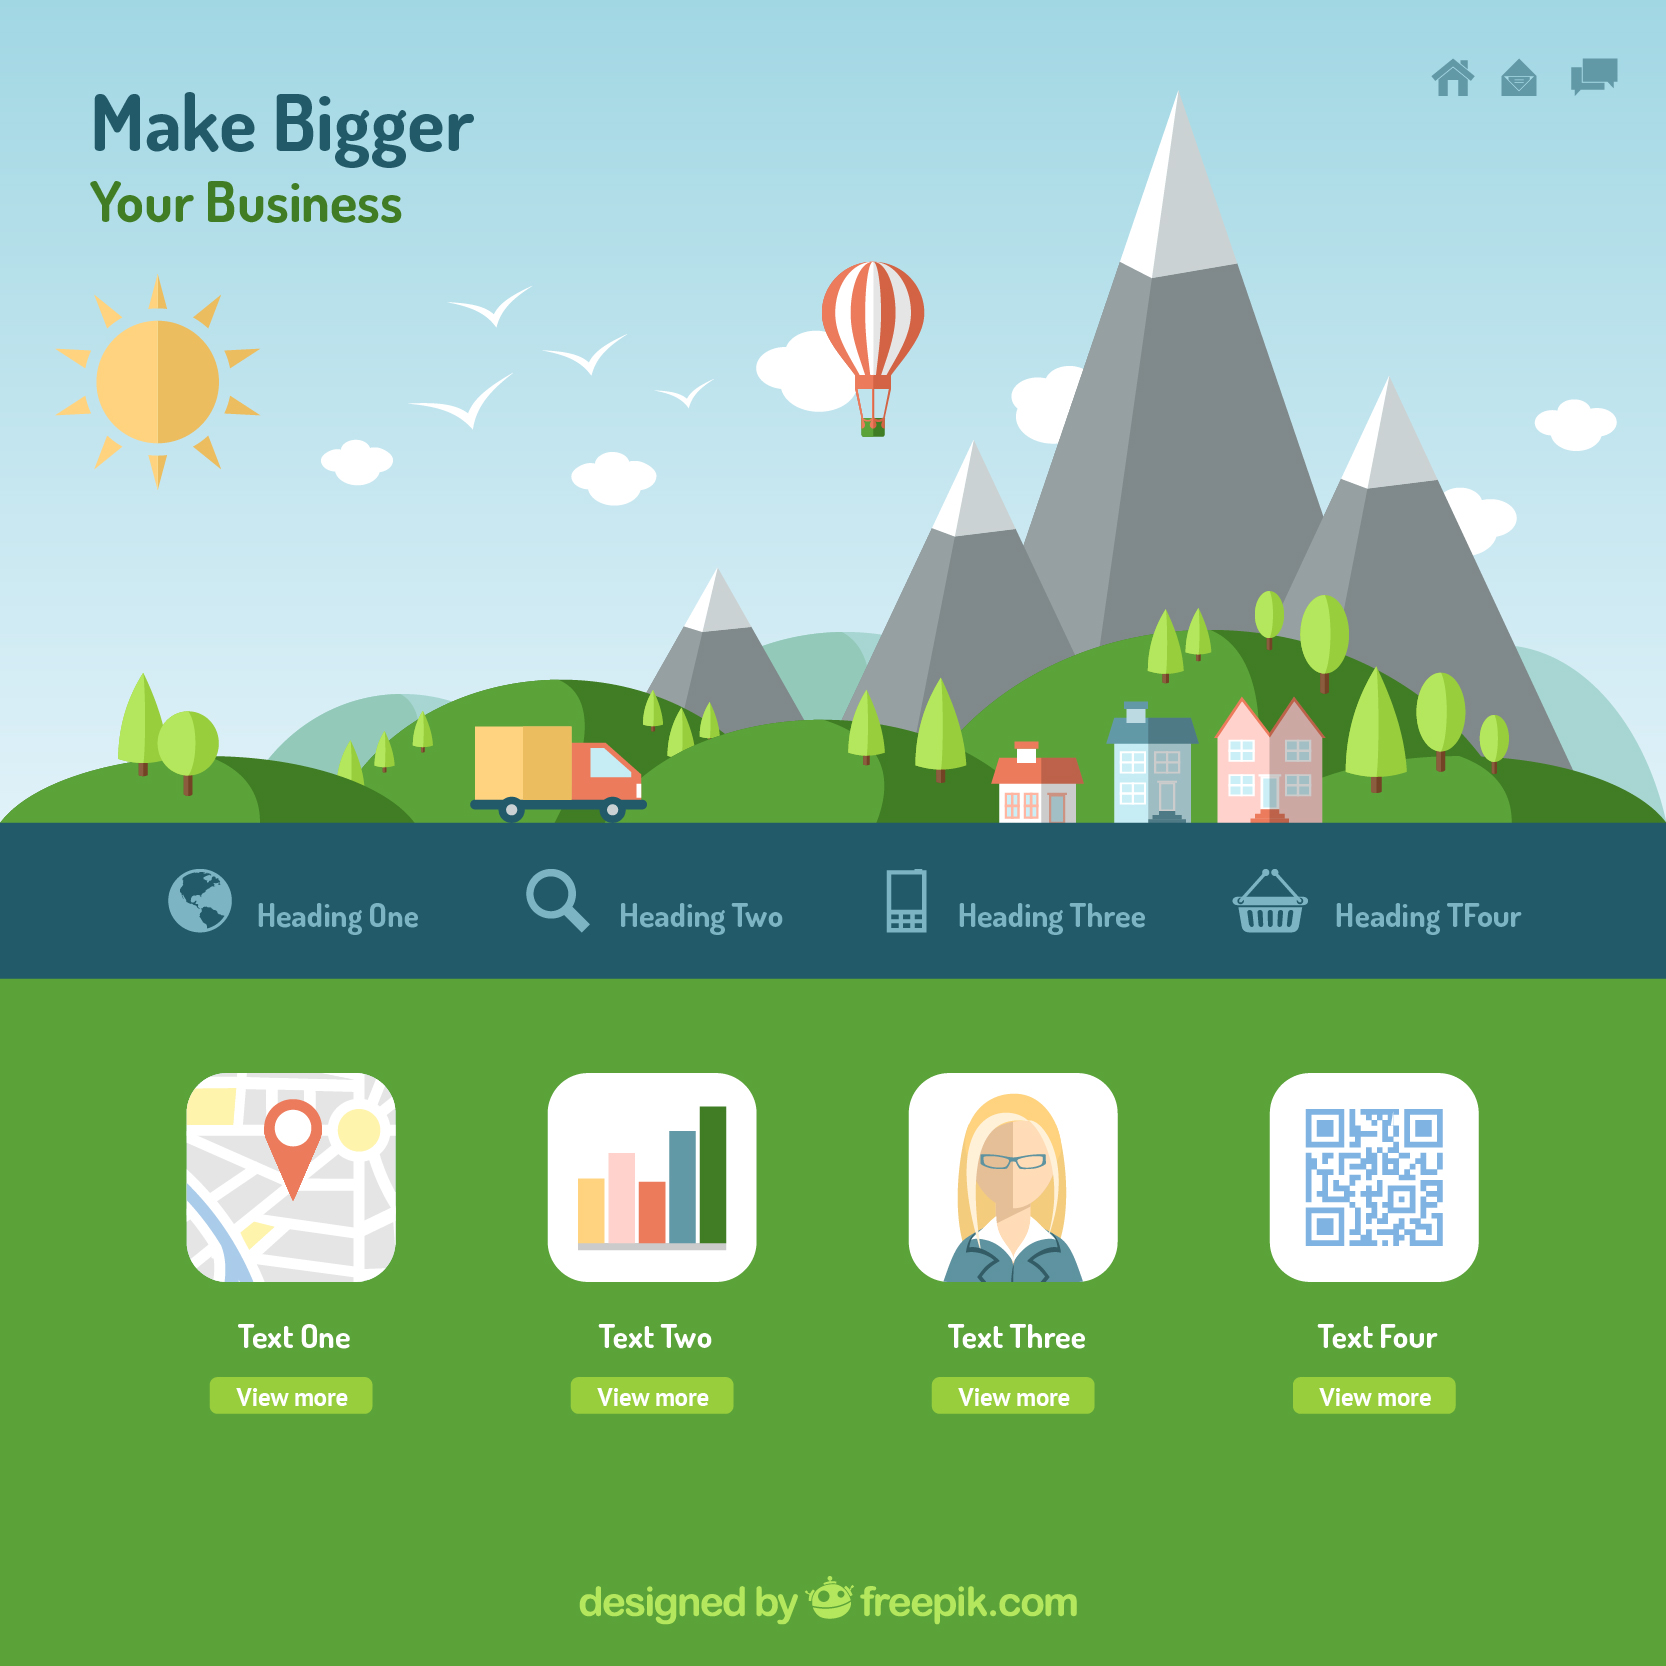 Make Bigger
Your Business
Heading One
Heading Two
Heading Three
Heading TFour
Text One
Text Two
Text Three
Text Four
View more
View more
View more
View more
designed by freepik.com